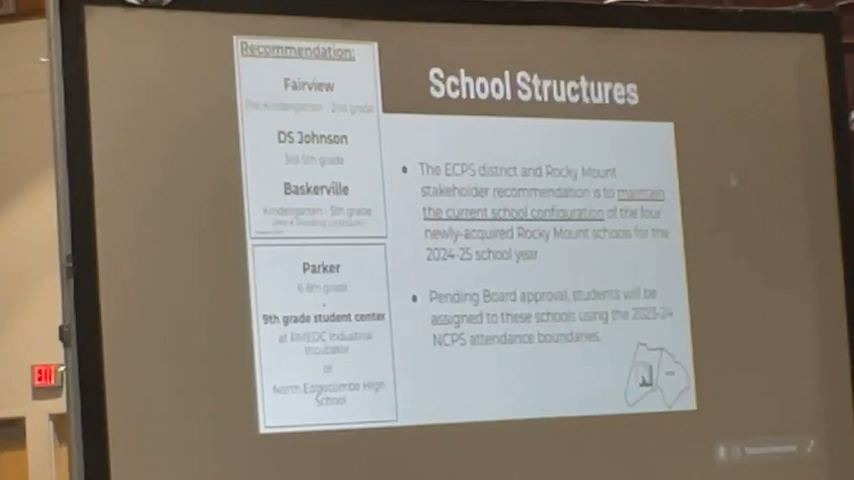 Recommendation:
Fairview
Pre Kindergarten - 2nd grade
DS Johnson
3rd-5th grade
Baskerville
Kindergarten - 5th grade
Parker
6-8th grade
9th grade student center
at RMEDC Industrial
Incubator
or
North Edgecombe High
School
School Structures
• The ECPS district and Rocky Mount
stakeholder recommendation is to maintain
the current school configuration of the four
newly-acquired Rocky Mount schools for the
2024-25 school year.
• Pending Board approval, students will be
assigned to these schools using the 2023-24
NCPS attendance boundaries.